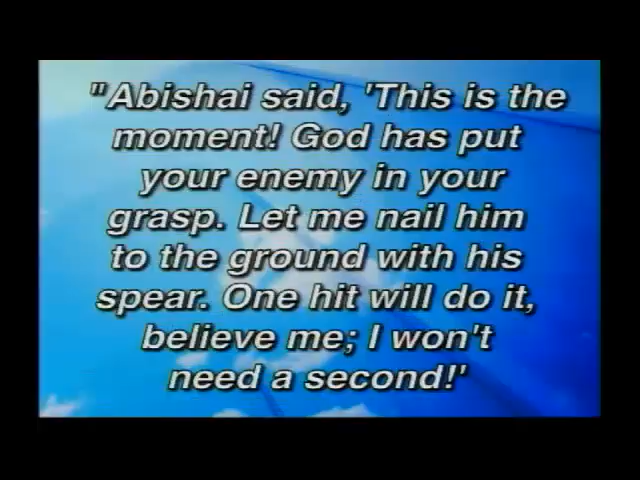 "Abishai said, 'This is the
moment! God has put
your enemy in your
grasp. Let me nail him
to the ground with his
spear. One hit will do it,
believe me; I won't
need a second!'